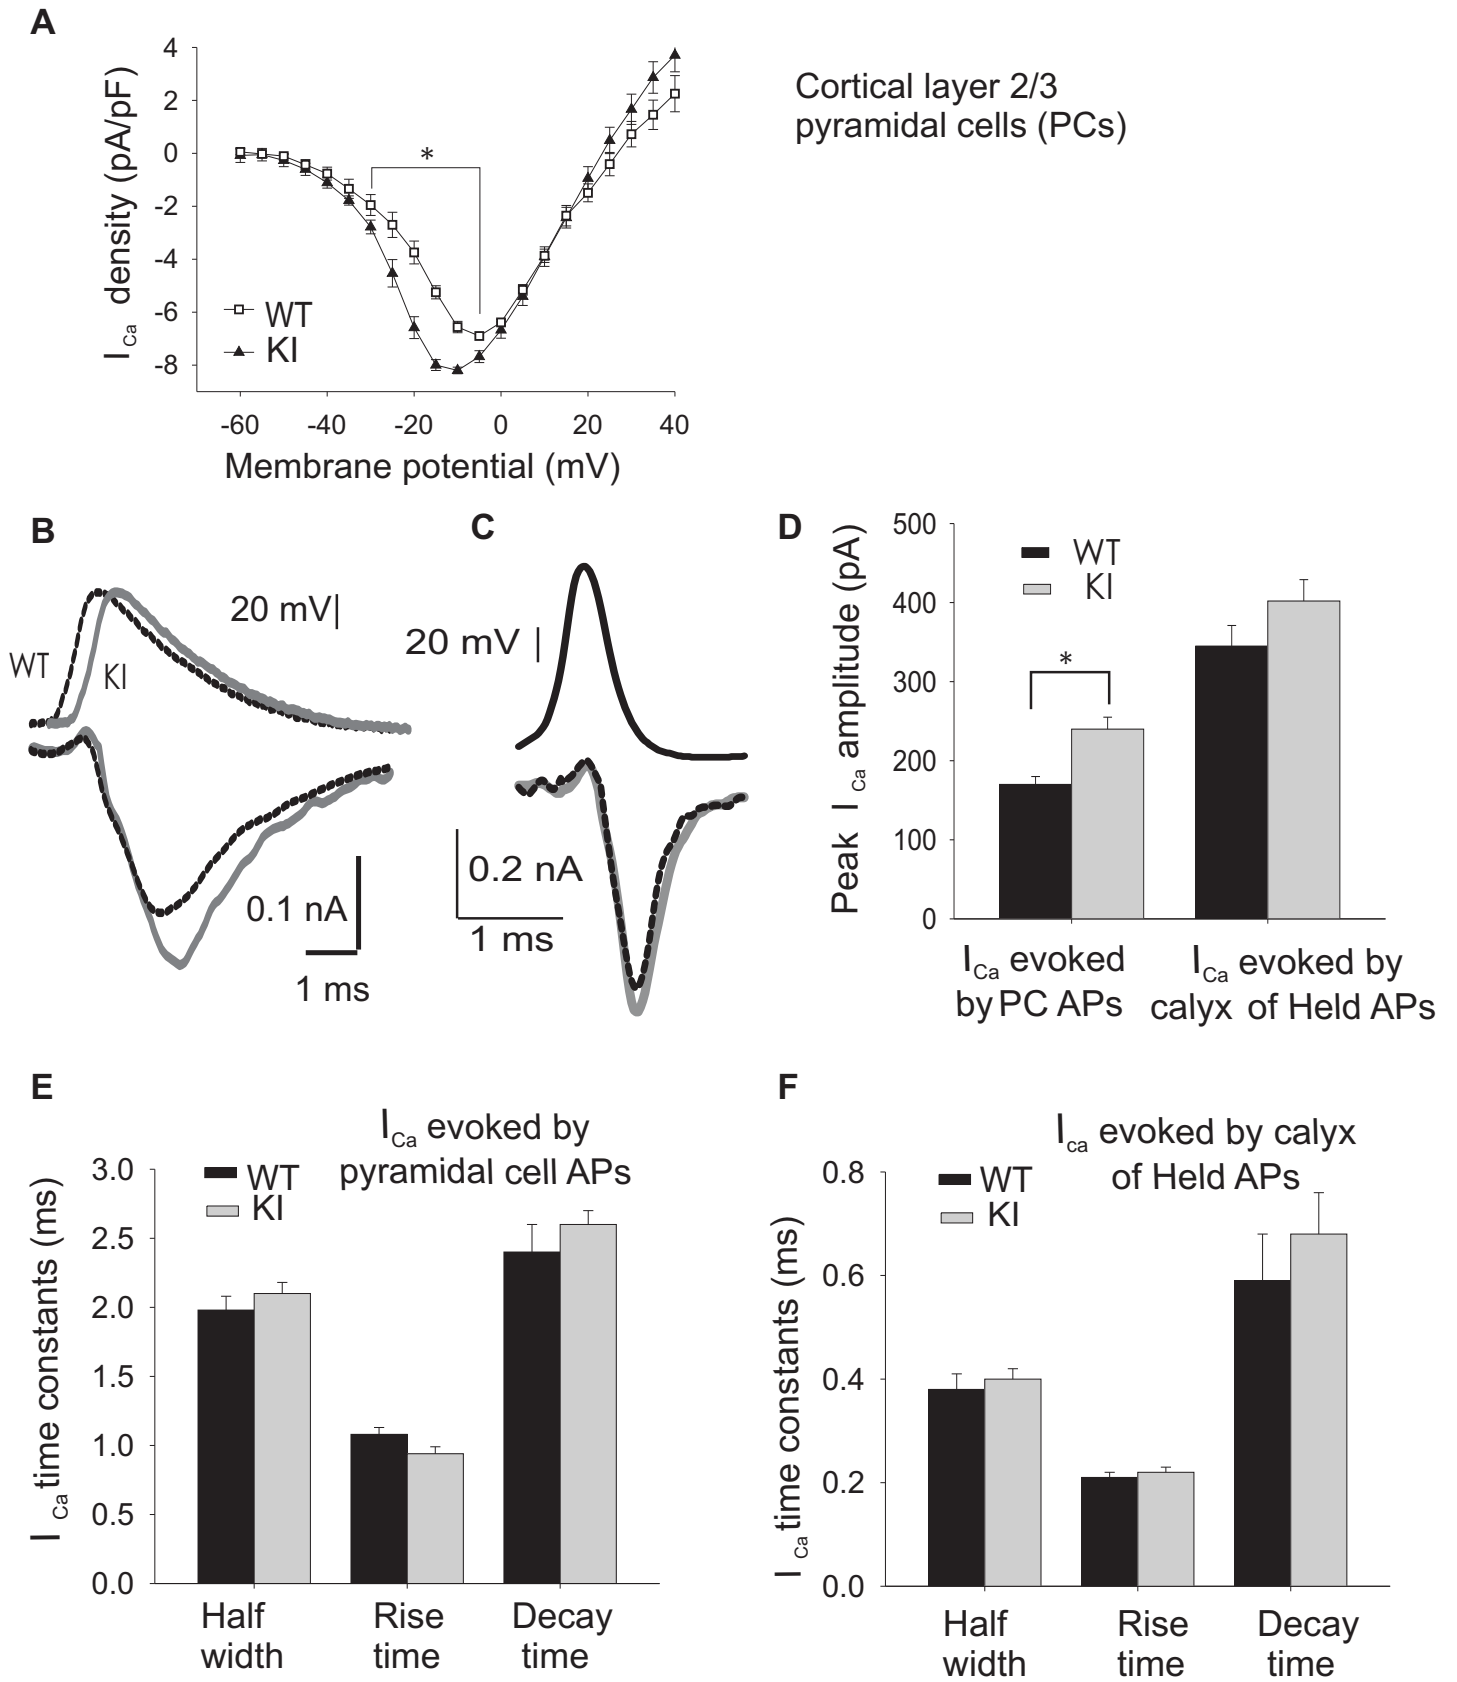 A
4
2
0
-2
-4
-6
-8
I Ca density (pA/pF)
*
WT
KI
-60 -40 -20 0 20 40
Membrane potential (mV)
Cortical layer 2/3
pyramidal cells (PCs)
B
20 mV
WT
KI
0.1 nA
1 ms
C
20 mV
0.2 nA
1 ms
D
500
400
300
200
100
0
Peak I Ca amplitude (pA)
WT
KI
*
ICa evoked
by PC APs
ICa evoked by
calyx of Held APs
E
ICa evoked by
pyramidal cell APs
WT
KI
3.0
2.5
2.0
1.5
1.0
0.5
0.0
I Ca time constants (ms)
Half
width
Rise
time
Decay
time
F
Ica evoked by calyx
of Held APs
WT
KI
0.8
0.6
0.4
0.2
0.0
I Ca time constants (ms)
Half
width
Rise
time
Decay
time